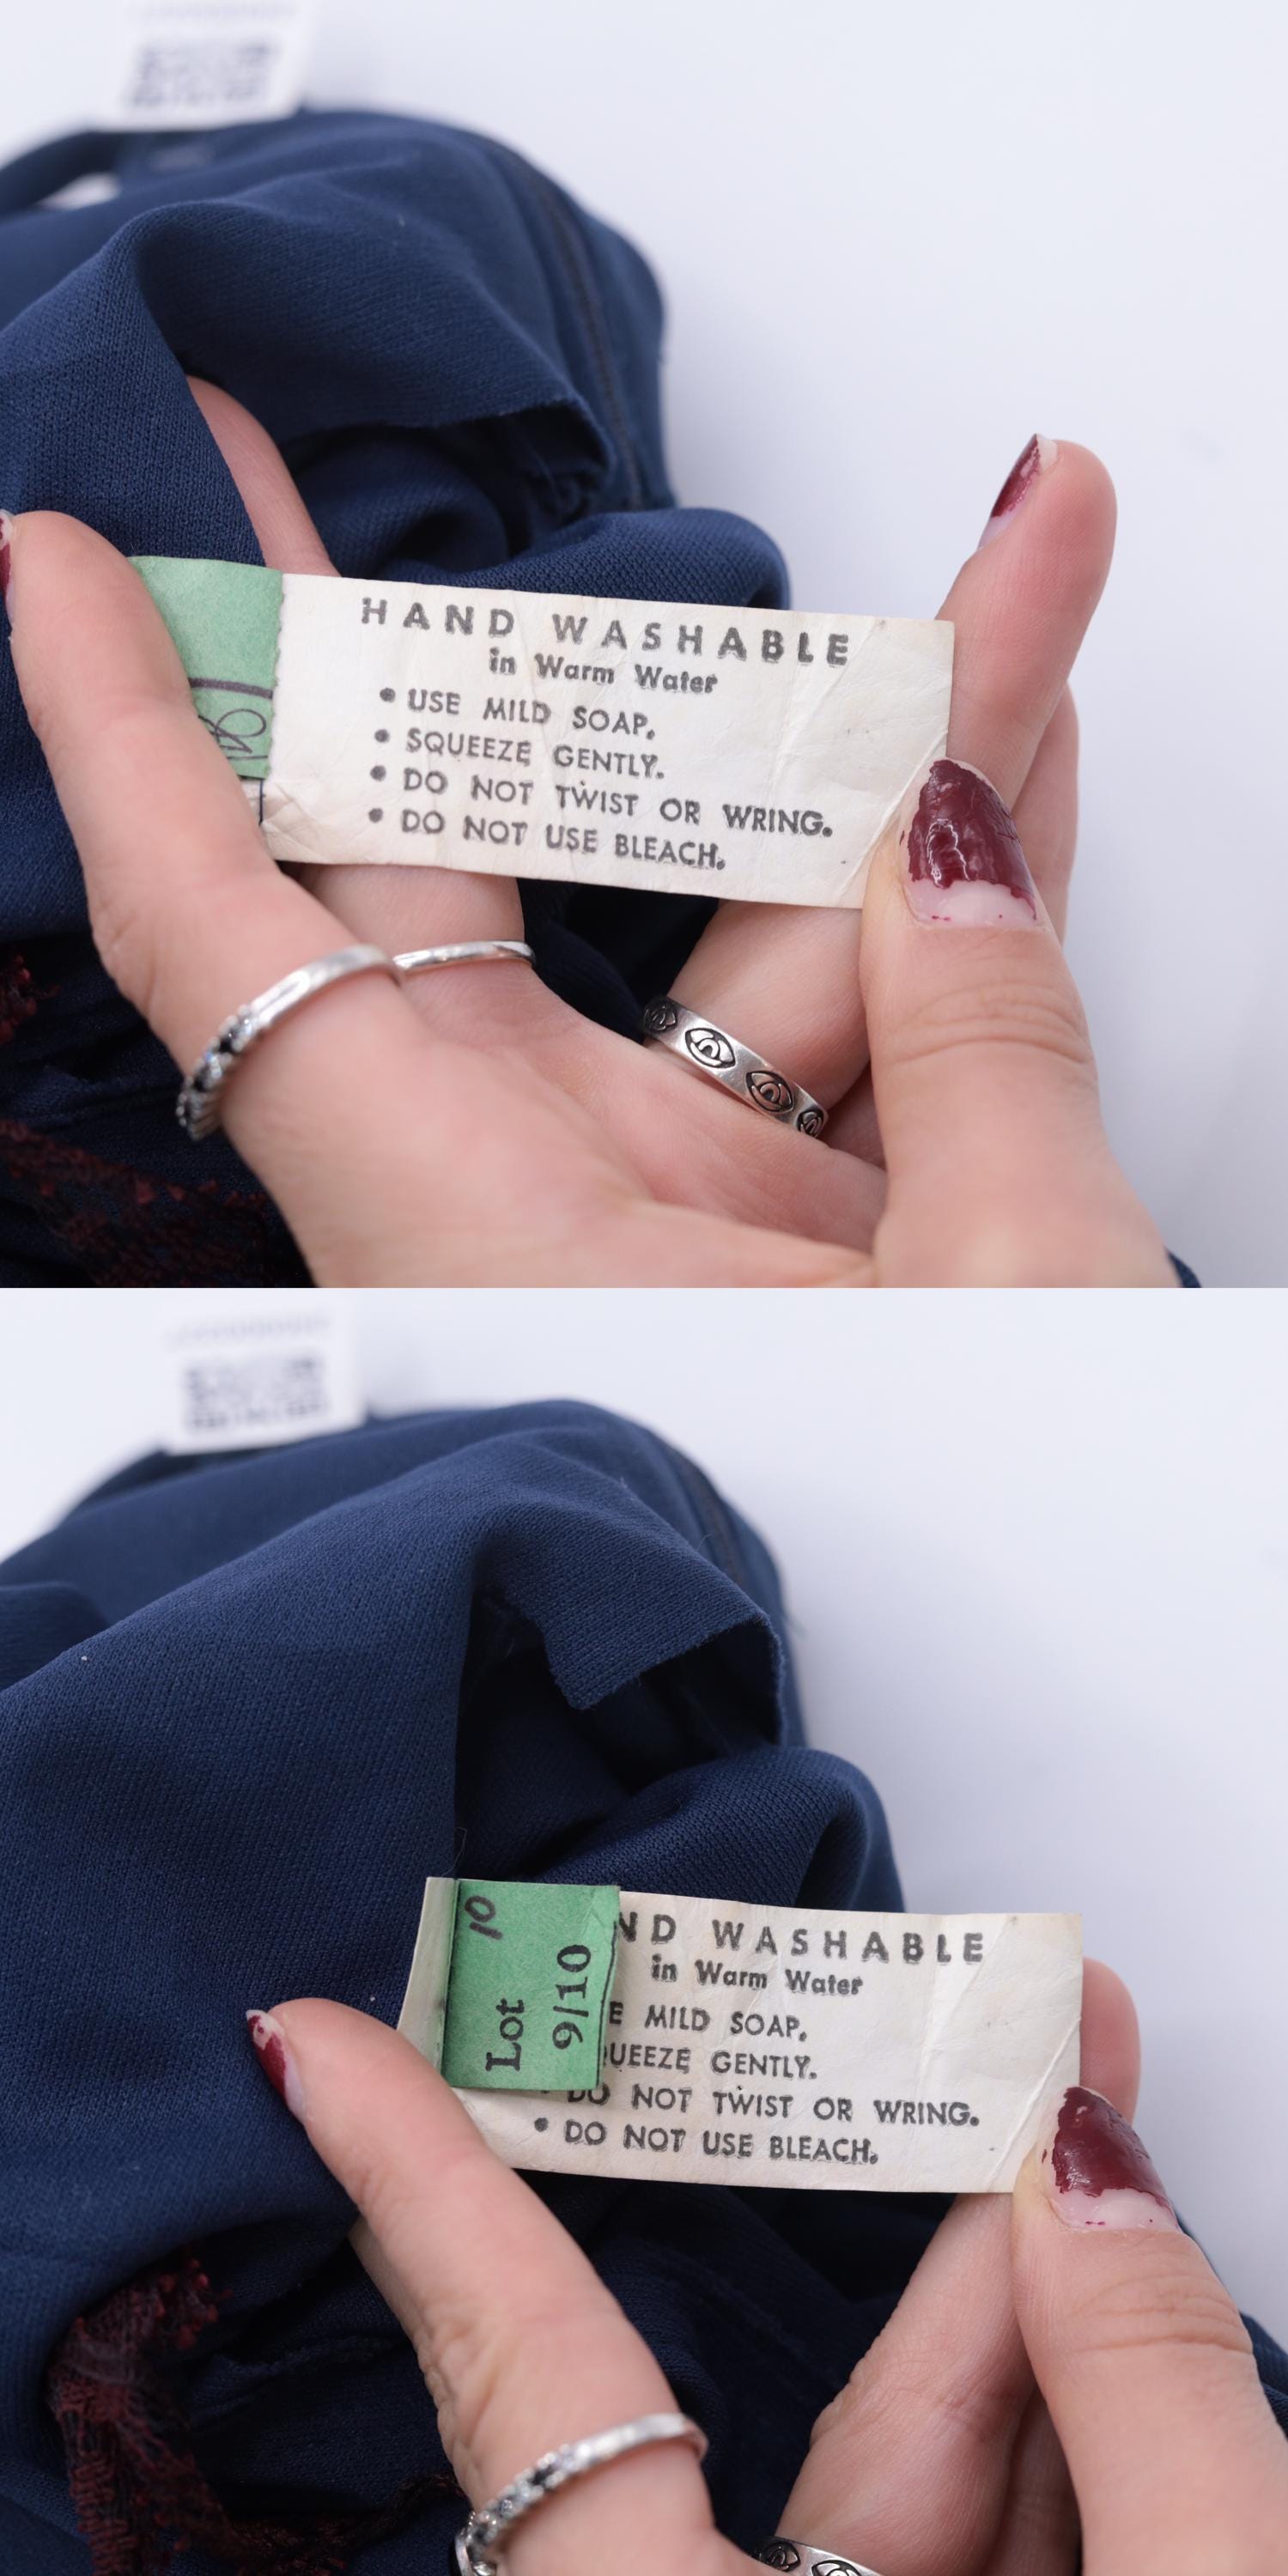 HAND WASHABLE
in Warm Water
• USE MILD SOAP.
• SQUEEZE GENTLY.
• DO NOT TWIST OR WRING.
• DO NOT USE BLEACH.
10
Lot
9/10
ND WASHABLE
in Warm Water
E MILD SOAP.
QUEEZE GENTLY.
DO NOT TWIST OR WRING.
• DO NOT USE BLEACH.